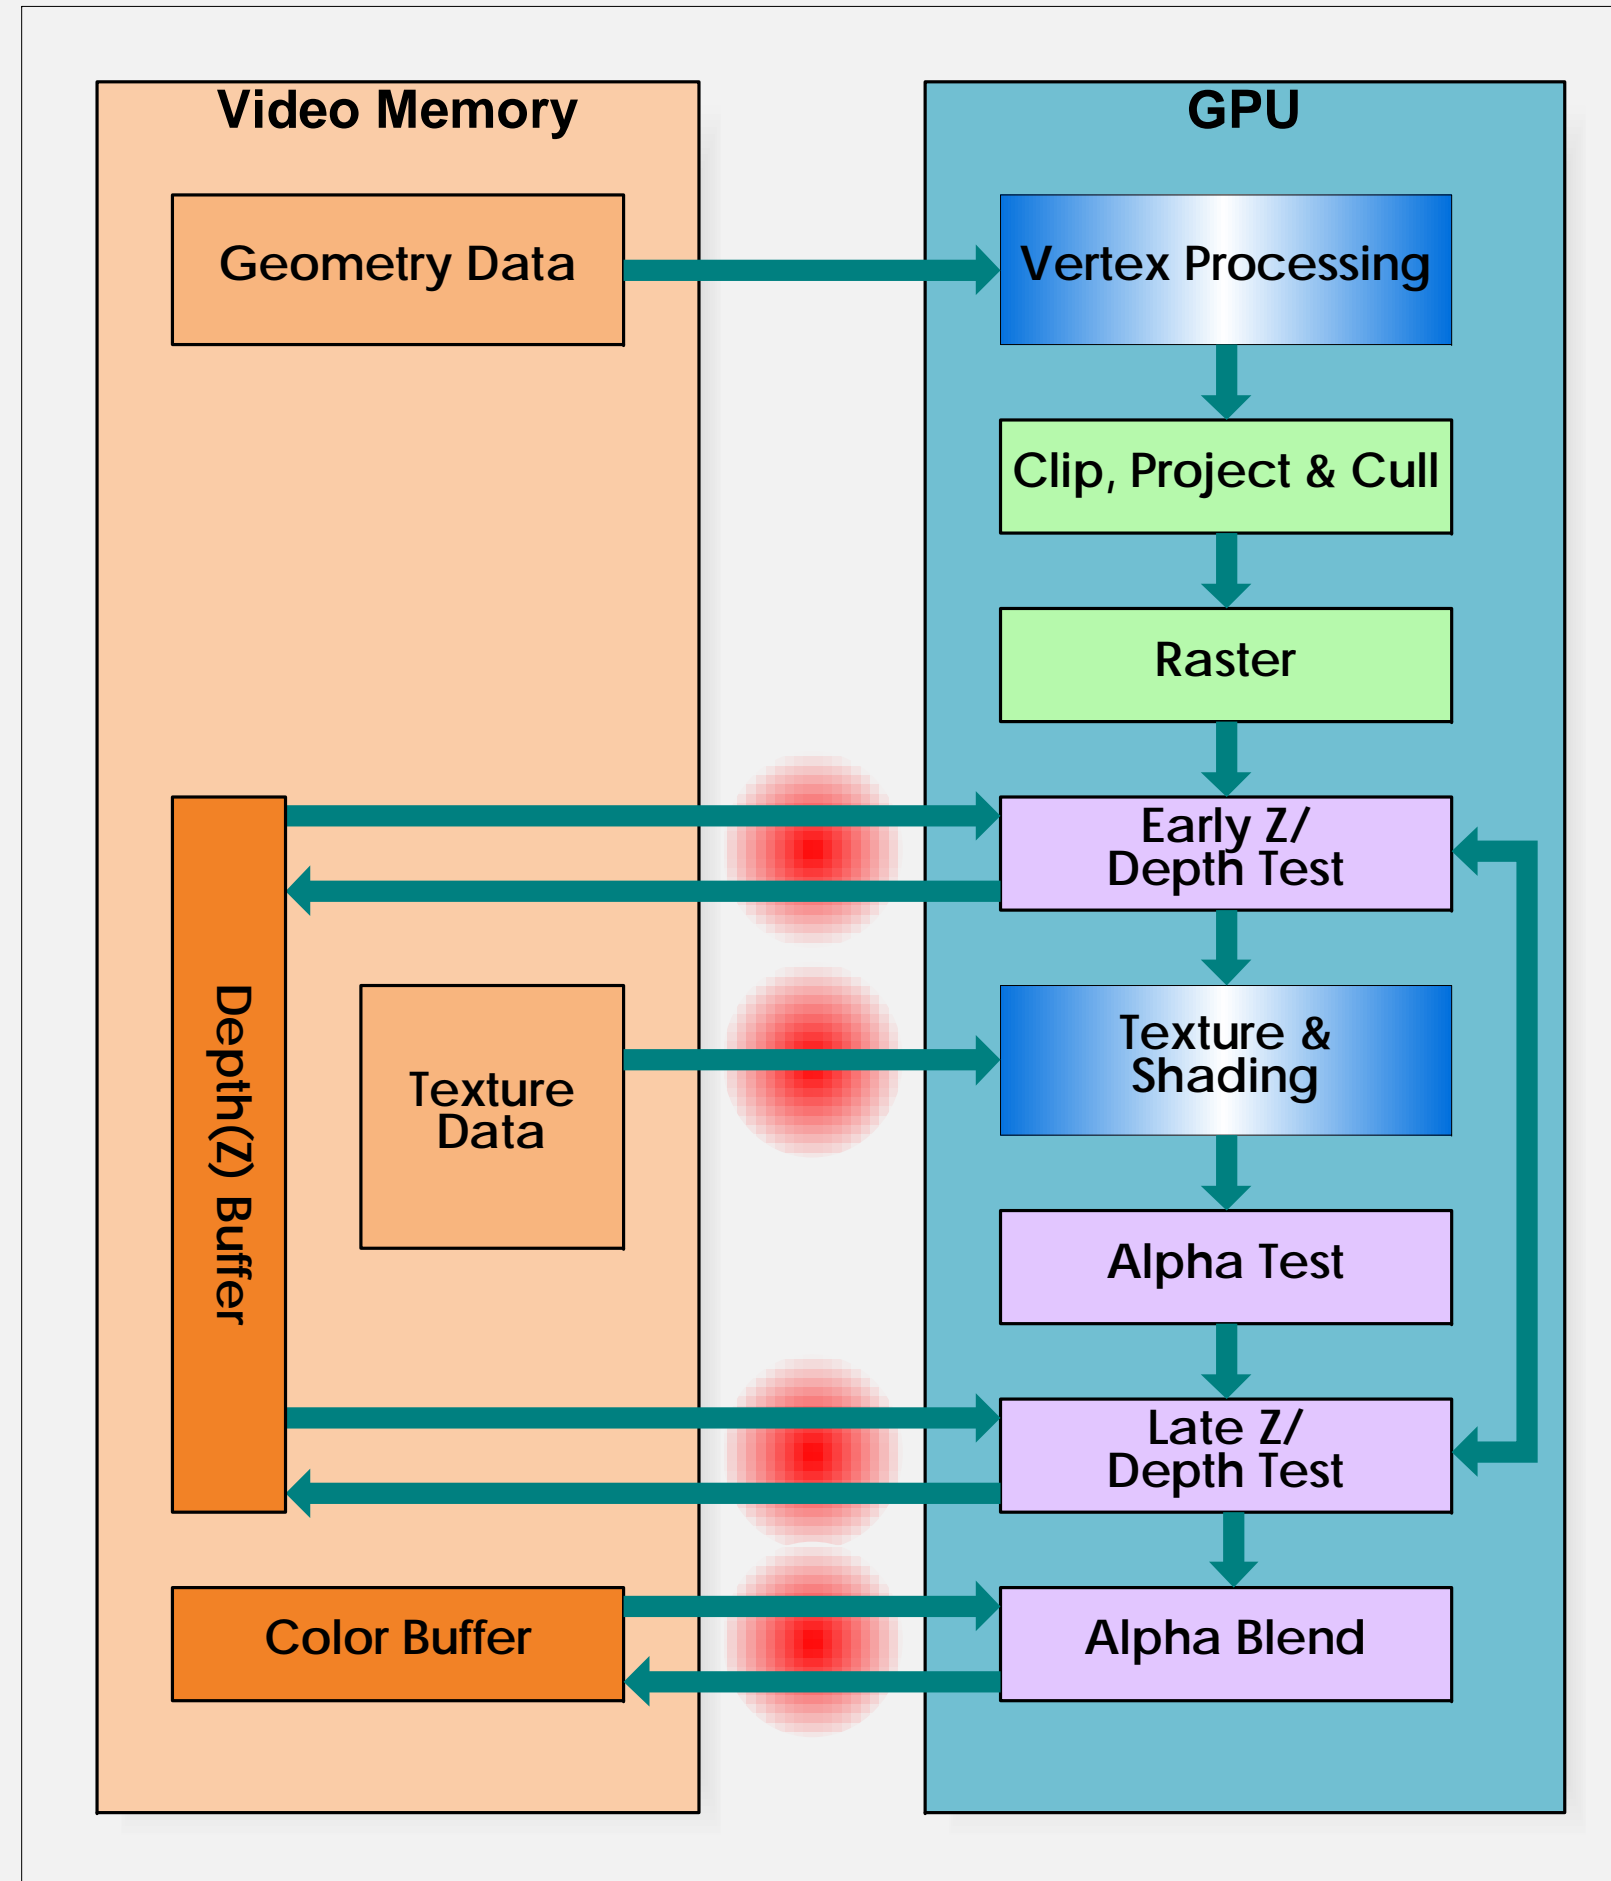 Video Memory
GPU
Geometry Data
Vertex Processing
Clip, Project & Cull
Raster
Early Z/
Depth Test
Depth(Z) Buffer
Texture
Data
Texture &
Shading
Alpha Test
Late Z/
Depth Test
Color Buffer
Alpha Blend